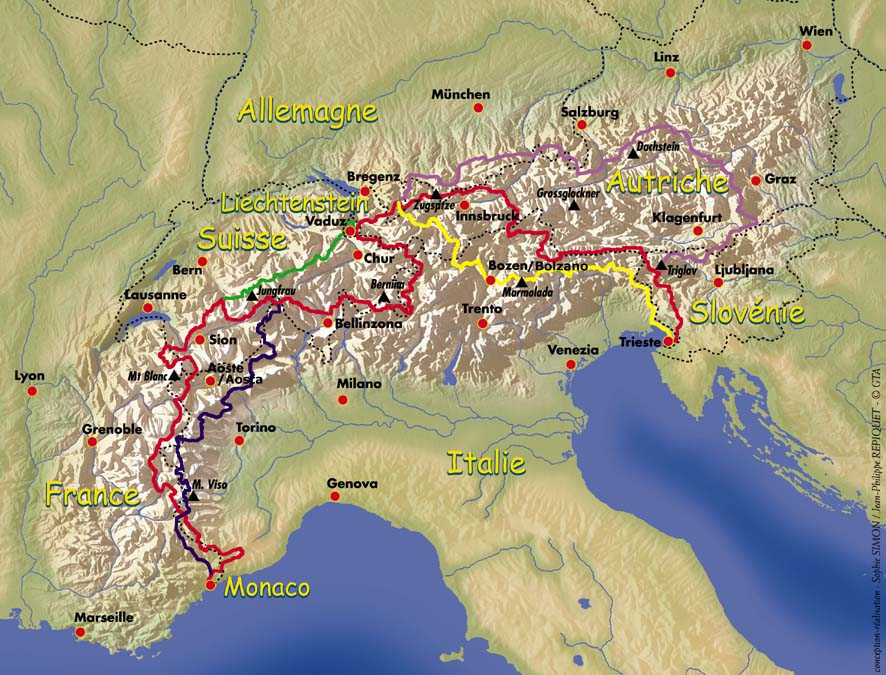 Wien
Linz
München
Allemagne
Salzburg
Dachstein
Bregenz
Zugspitze
Autriche
Graz
Liechtenstein
Grossglockner
Innsbruck
Vaduz
Klagenfurt
Suisse
Chur
Bern
Bozen/Bolzano
Triglav
Ljubljana
Jungfrau
Bernina
Marmolada
Lausanne
Trento
Slovénie
Bellinzona
Sion
Trieste
Venezia
Aoste
/Aosta
Mt Blanc
Lyon
Milano
Grenoble
Torino
Italie
M. Viso
France
Genova
Monaco
Marseille
conception-réalisation : Sophie SIMON / Jean-Philippe REPIQUET - © GTA